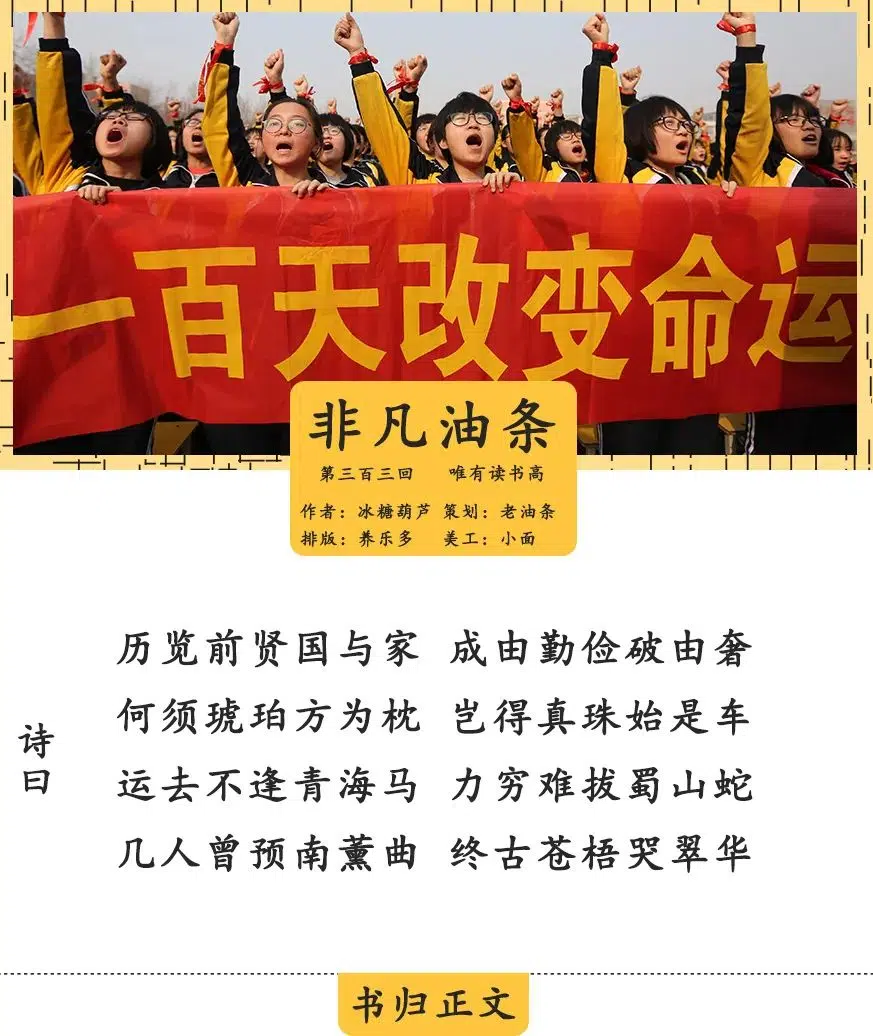 一百天改变命运
非凡油条
第三百三回 唯有读书高
作者：冰糖葫芦 策划：老油条
排版：养乐多 美工：小面
诗曰
历览前贤国与家 成由勤俭破由奢
何须琥珀方为枕 岂得真珠始是车
运去不逢青海马 力穷难拔蜀山蛇
几人曾预南薰曲 终古苍梧哭翠华
书归正文